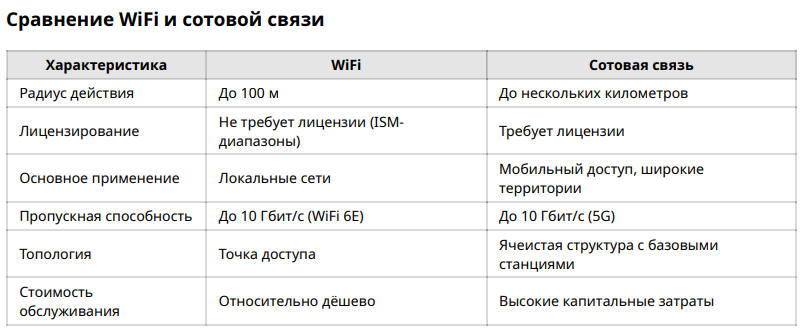 Сравнение WiFi и сотовой связи
Характеристика WiFi Сотовая связь
Радиус действия До 100 м До нескольких километров
Лицензирование Не требует лицензии (ISM-
диапазоны) Требует лицензии
Основное применение Локальные сети Мобильный доступ, широкие
территории
Пропускная способность До 10 Гбит/с (WiFi 6E) До 10 Гбит/с (5G)
Топология Точка доступа Ячеистая структура с базовыми
станциями
Стоимость
обслуживания Относительно дёшево Высокие капитальные затраты